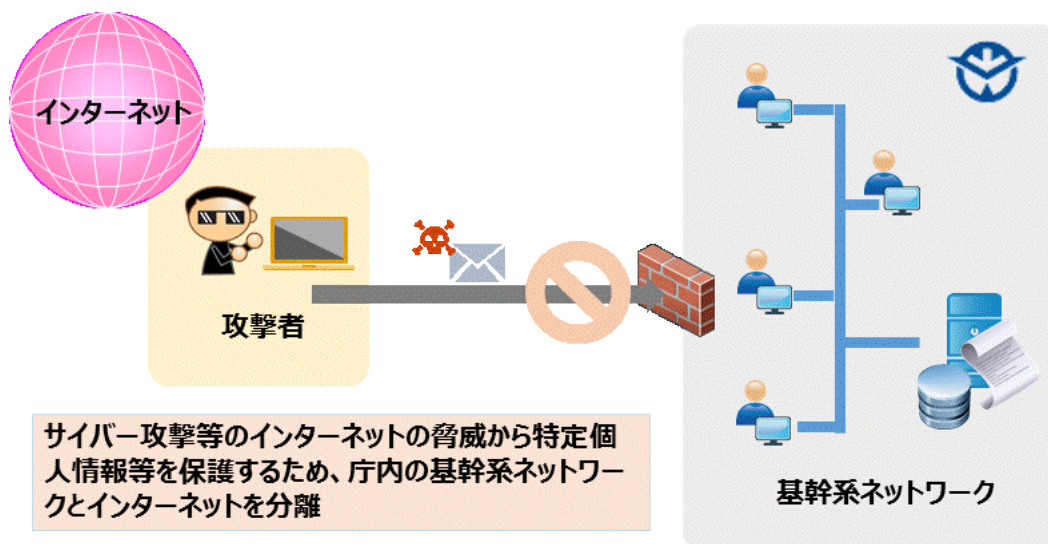 インターネット
攻撃者
サイバー攻撃等のインターネットの脅威から特定個
人情報等を保護するため、庁内の基幹系ネットワー
クとインターネットを分離
基幹系ネットワーク